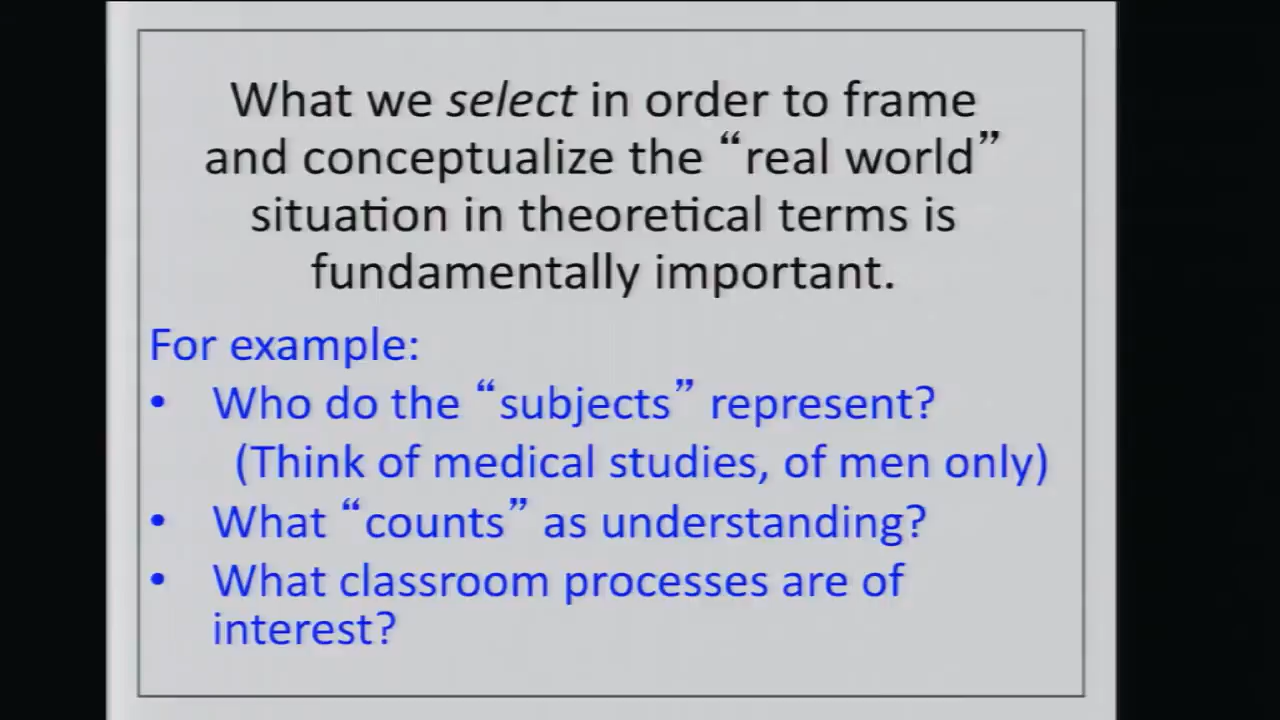 What we select in order to frame
and conceptualize the “real world”
situation in theoretical terms is
fundamentally important.
For example:
• Who do the “subjects” represent?
(Think of medical studies, of men only)
• What “counts” as understanding?
• What classroom processes are of
interest?